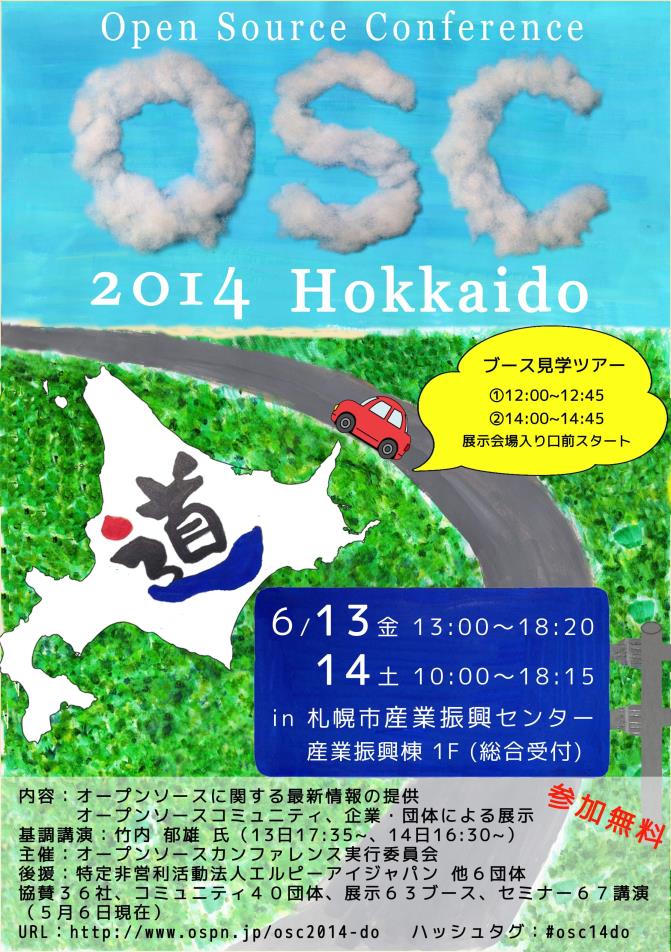 Open Source Conference
OSC
2014 Hokkaido
ブース見学ツアー
①12:00~12:45
②14:00~14:45
展示会場入り口前スタート
道
6/13金 13:00～18:20
14土 10:00～18:15
in 札幌市産業振興センター
産業振興棟 1F (総合受付)
参加無料
内容：オープンソースに関する最新情報の提供
オープンソースコミュニティ、企業・団体による展示
基調講演：竹内 郁雄 氏（13日17:35～、14日16:30～）
主催：オープンソースカンファレンス実行委員会
後援：特定非営利活動法人エルピーアイジャパン 他６団体
協賛３６社、コミュニティ４０団体、展示６３ブース、セミナー６７講演
（５月６日現在）
URL：http://www.ospn.jp/osc2014-do ハッシュタグ：#osc14do